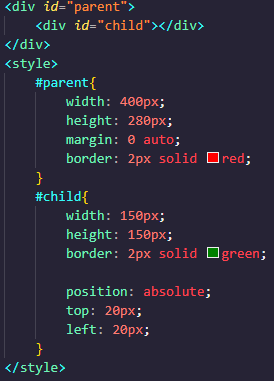 <div id="parent">
    <div id="child"></div>
</div>
<style>
    #parent{
        width: 400px;
        height: 280px;
        margin: 0 auto;
        border: 2px solid red;
    }
    #child{
        width: 150px;
        height: 150px;
        border: 2px solid green;

        position: absolute;
        top: 20px;
        left: 20px;
    }
</style>